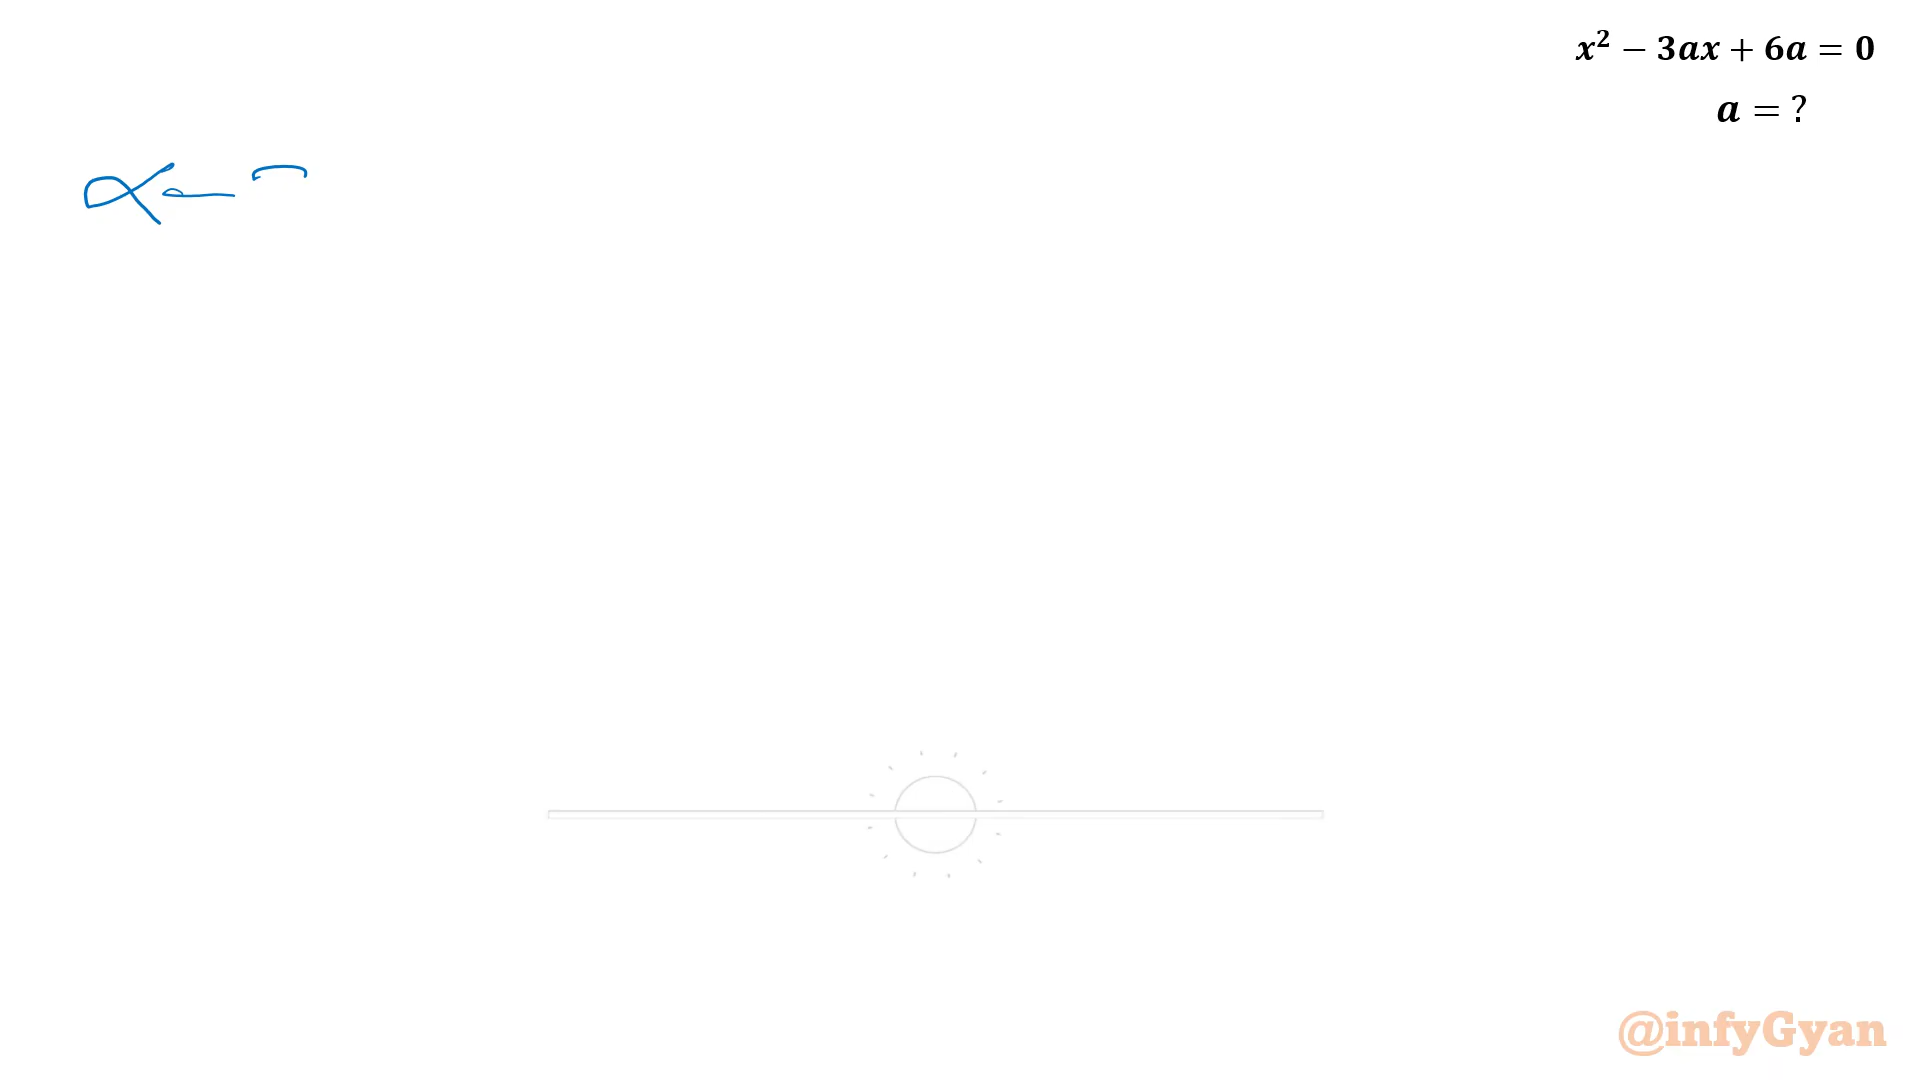 x² − 3ax + 6a = 0
a = ?
α
@infyGyan